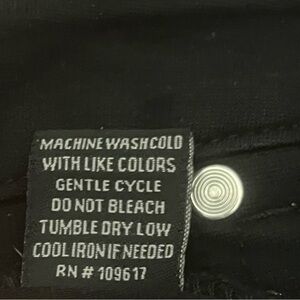 MACHINE WASH COLD
WITH LIKE COLORS
GENTLE CYCLE
DO NOT BLEACH
TUMBLE DRY LOW
COOL IRON IF NEEDED
RN # 109617